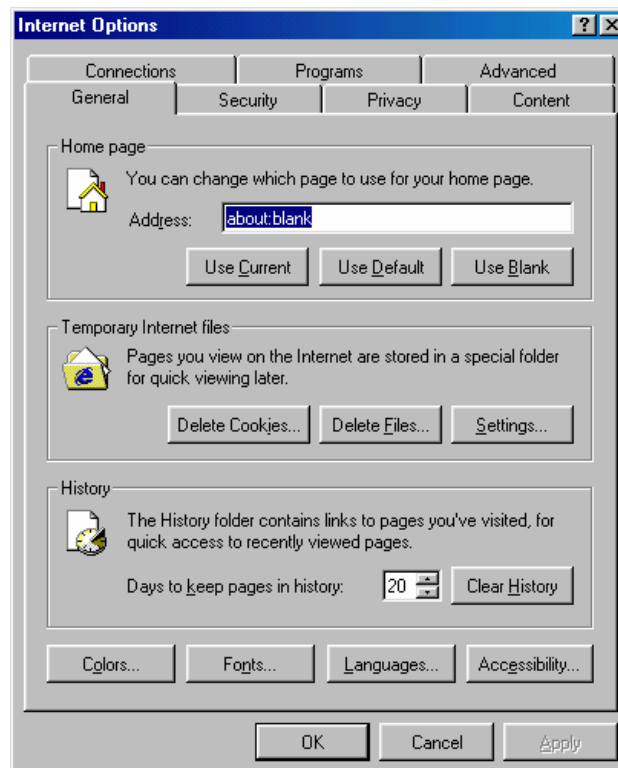 Internet Options
? ×
Connections Programs Advanced
General Security Privacy Content
Home page
You can change which page to use for your home page.
Address: about:blank
Use Current Use Default Use Blank
Temporary Internet files
Pages you view on the Internet are stored in a special folder
for quick viewing later.
Delete Cookies... Delete Files... Settings...
History
The History folder contains links to pages you've visited, for
quick access to recently viewed pages.
Days to keep pages in history: 20 Clear History
Colors... Fonts... Languages... Accessibility...
OK Cancel Apply